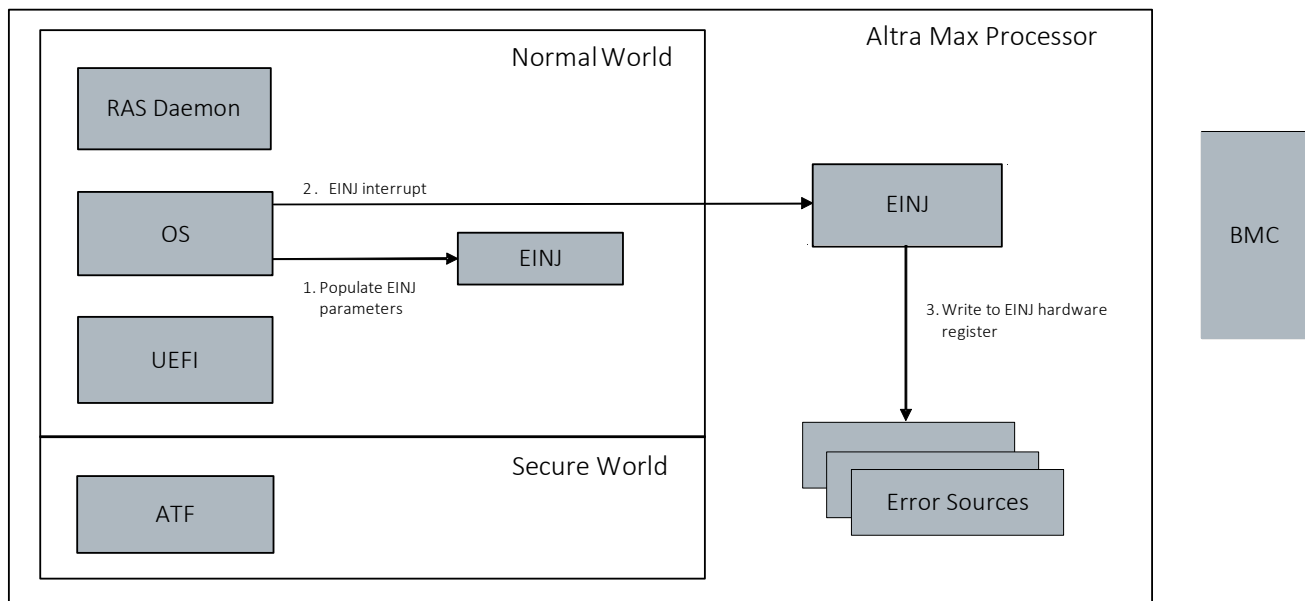 Altra Max Processor
Normal World
RAS Daemon
2. EINJ interrupt
EINJ
OS
BMC
EINJ
1. Populate EINJ
parameters
3. Write to EINJ hardware
register
UEFI
Secure World
ATF
Error Sources